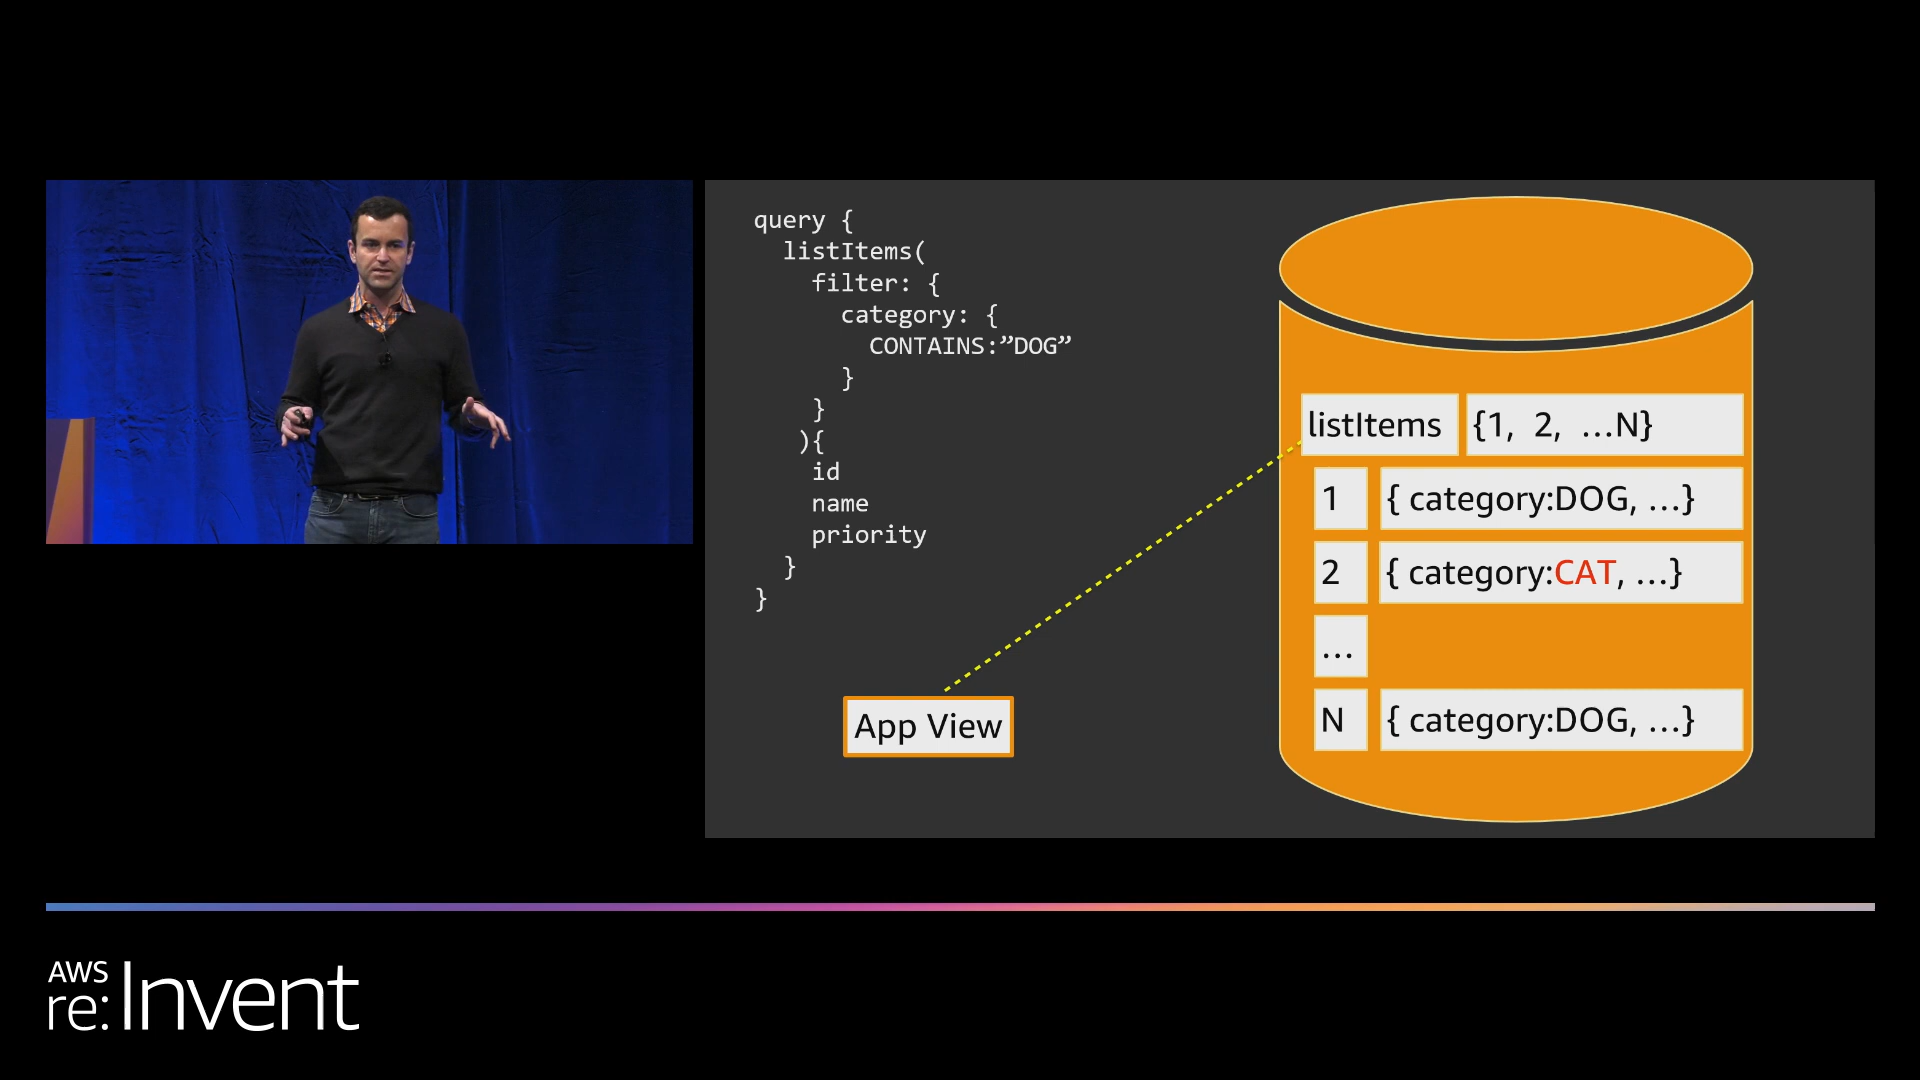 query {
listItems(
filter: {
category: {
CONTAINS:”DOG”
}
}
){
id
name
priority
}
}
App View
listItems {1, 2, …N}
1 { category:DOG, …}
2 { category:CAT, …}
…
N { category:DOG, …}
AWS
re:Invent